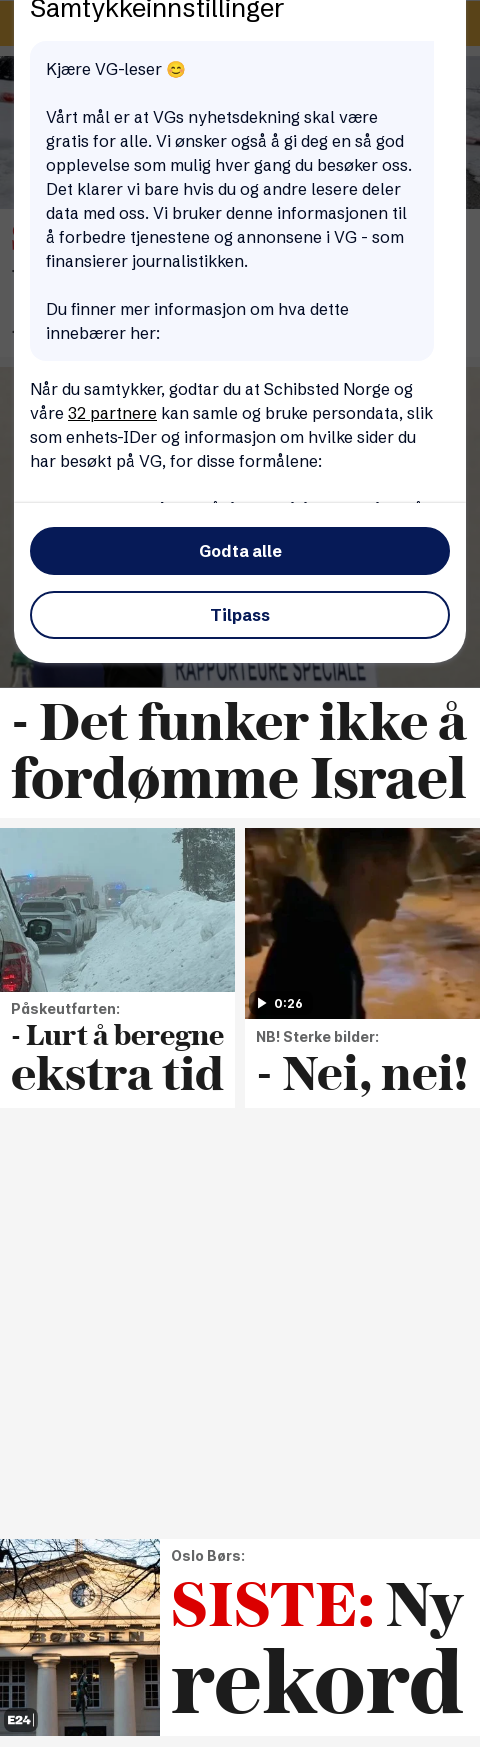 Samtykkeinnstillinger
Kjære VG-leser 😊
Vårt mål er at VGs nyhetsdekning skal være
gratis for alle. Vi ønsker også å gi deg en så god
opplevelse som mulig hver gang du besøker oss.
Det klarer vi bare hvis du og andre lesere deler
data med oss. Vi bruker denne informasjonen til
å forbedre tjenestene og annonsene i VG - som
finansierer journalistikken.
Du finner mer informasjon om hva dette
innebærer her:
Når du samtykker, godtar du at Schibsted Norge og
våre 32 partnere kan samle og bruke persondata, slik
som enhets-IDer og informasjon om hvilke sider du
har besøkt på VG, for disse formålene:
Godta alle
Tilpass
RAPPORTEURE SPECIALE
- Det funker ikke å
fordømme Israel
Påskeutfarten:
- Lurt å beregne
ekstra tid
0:26
NB! Sterke bilder:
- Nei, nei!
BØRSEN
E24
Oslo Børs:
SISTE: Ny
rekord